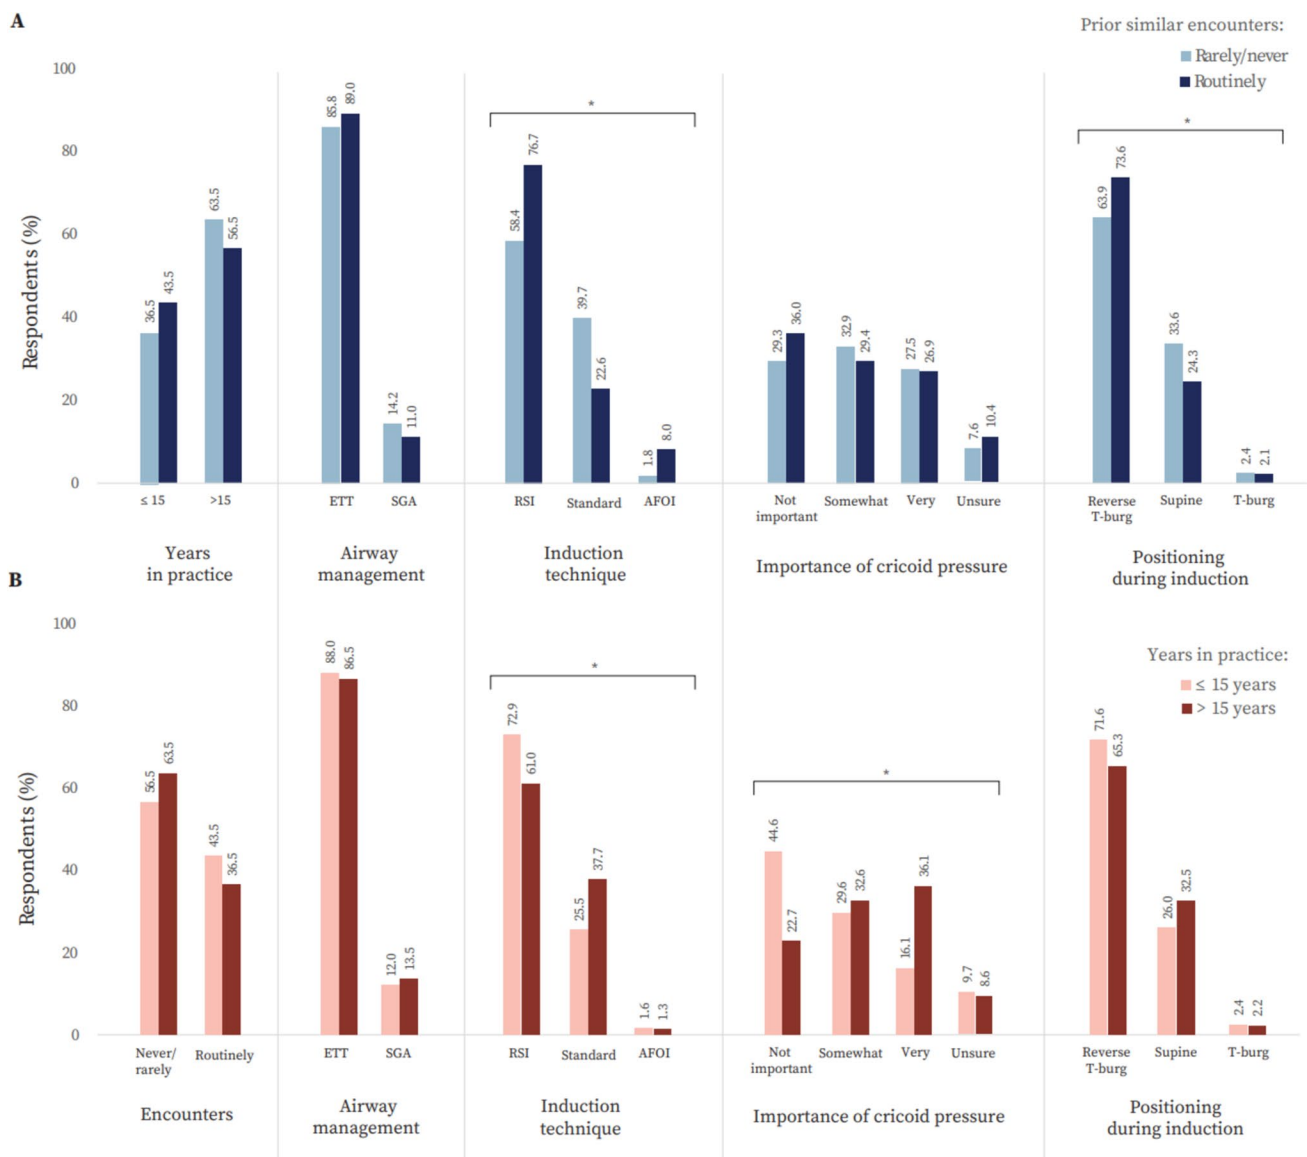 A
Prior similar encounters:
Rarely/never
Routinely
Respondents (%)
100
80
60
40
20
0
36.5
43.5
63.5
56.5
85.8
89.0
14.2
11.0
*
58.4
76.7
39.7
22.6
1.8
8.0
29.3
36.0
32.9
29.4
27.5
26.9
7.6
10.4
*
63.9
73.6
33.6
24.3
2.4
2.1
≤ 15
>15
ETT
SGA
RSI
Standard
AFOI
Not
important
Somewhat
Very
Unsure
Reverse
T-burg
Supine
T-burg
Years
in practice
Airway
management
Induction
technique
Importance of cricoid pressure
Positioning
during induction
B
Years in practice:
≤ 15 years
> 15 years
Respondents (%)
100
80
60
40
20
0
56.5
63.5
43.5
36.5
88.0
86.5
12.0
13.5
*
72.9
61.0
25.5
37.7
1.6
1.3
*
44.6
22.7
29.6
32.6
16.1
36.1
9.7
8.6
71.6
65.3
26.0
32.5
2.4
2.2
Never/
rarely
Routinely
ETT
SGA
RSI
Standard
AFOI
Not
important
Somewhat
Very
Unsure
Reverse
T-burg
Supine
T-burg
Encounters
Airway
management
Induction
technique
Importance of cricoid pressure
Positioning
during induction